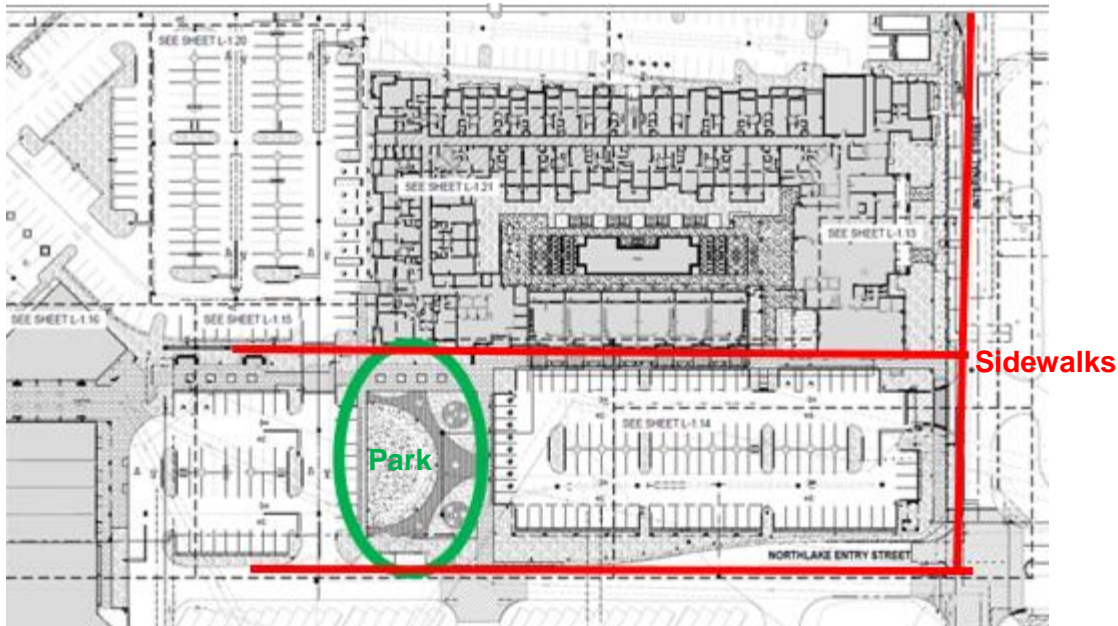 SEE SHEET L-1.20
SEE SHEET L-1.21
SEE SHEET L-1.13
SEE SHEET L-1.16
SEE SHEET L-1.15
Sidewalks
SEE SHEET L-1.14
Park
NORTHLAKE ENTRY STREET